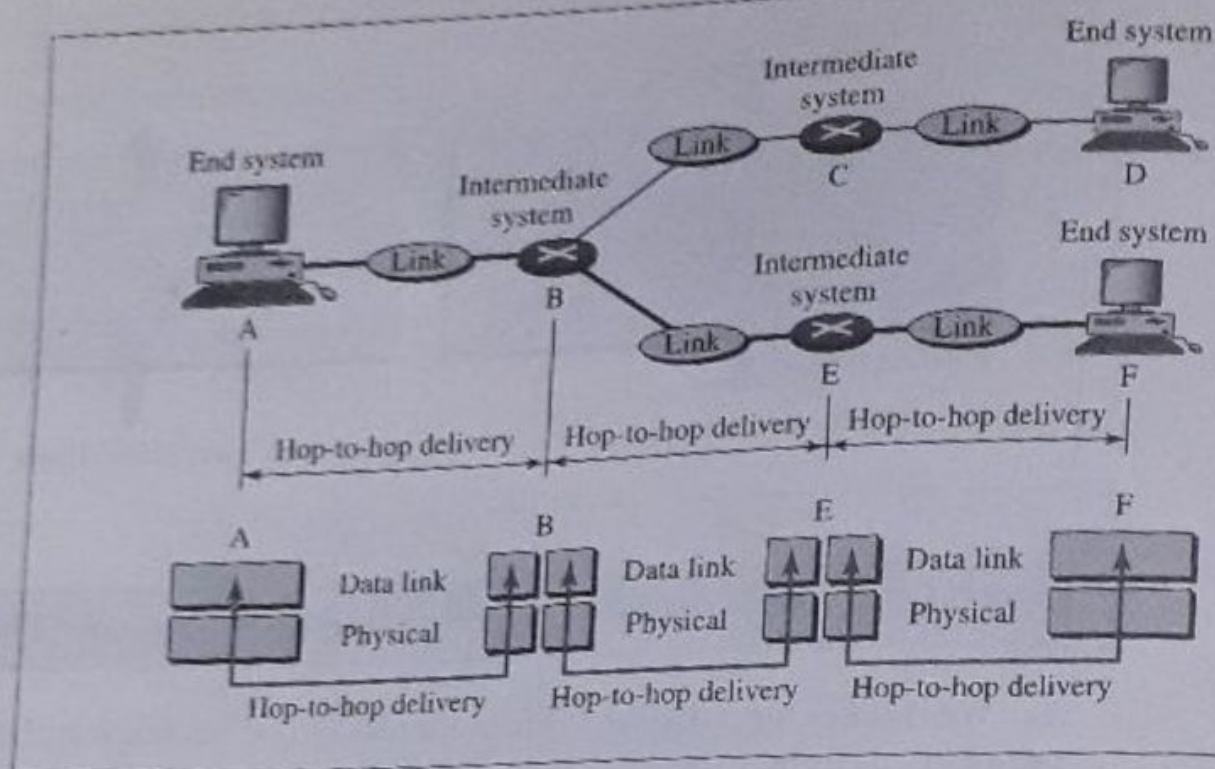 End system
Intermediate
system
Link
Link
C
D
End system
Intermediate
system
Link
B
A
End system
Intermediate
system
Link
Link
E
F
Hop-to-hop delivery
Hop-to-hop delivery
Hop-to-hop delivery
A
B
E
F
Data link
Data link
Data link
Physical
Physical
Physical
Hop-to-hop delivery
Hop-to-hop delivery
Hop-to-hop delivery